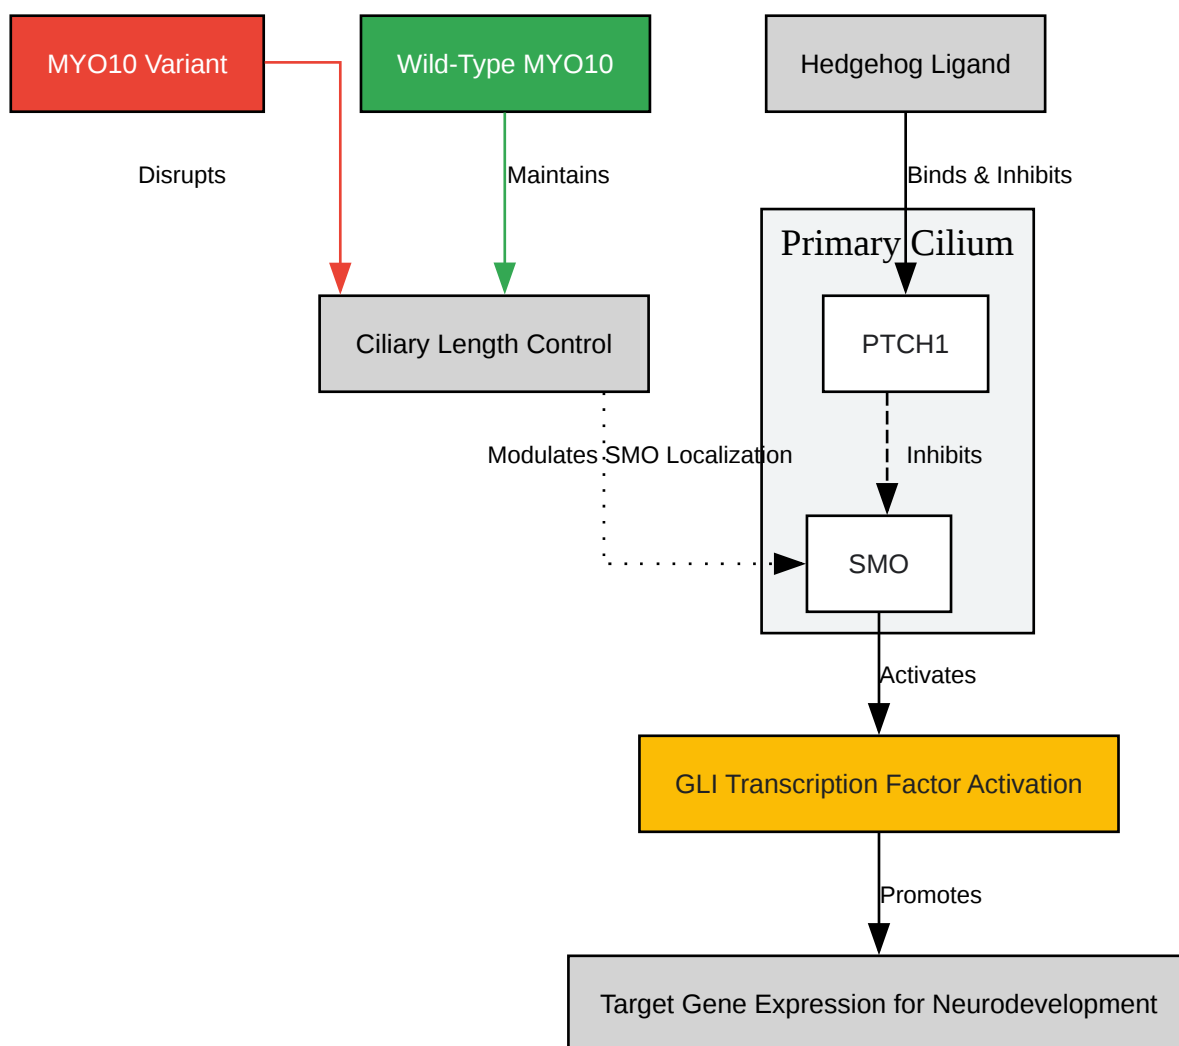 MYO10 Variant
Wild-Type MYO10
Hedgehog Ligand
Disrupts
Maintains
Binds & Inhibits
Primary Cilium
Ciliary Length Control
PTCH1
Modulates SMO Localization
Inhibits
SMO
Activates
GLI Transcription Factor Activation
Promotes
Target Gene Expression for Neurodevelopment